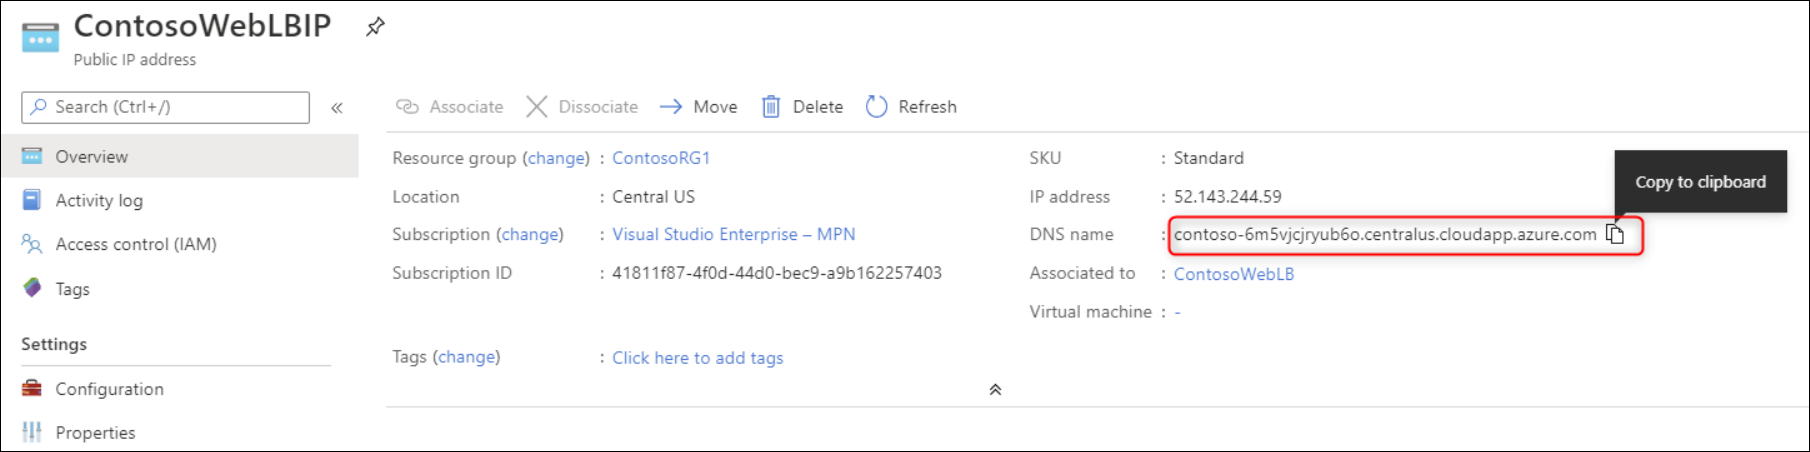 ContosoWebLBIP
Public IP address
Search (Ctrl+/)
«
Overview
Activity log
Access control (IAM)
Tags
Settings
Configuration
Properties
Associate Dissociate Move Delete Refresh
Resource group (change) : ContosoRG1
Location : Central US
Subscription (change) : Visual Studio Enterprise – MPN
Subscription ID : 41811f87-4f0d-44d0-bec9-a9b162257403
SKU : Standard
IP address : 52.143.244.59
DNS name : contoso-6m5vjcjryub6o.centralus.cloudapp.azure.com
Associated to : ContosoWebLB
Virtual machine : -
Copy to clipboard
Tags (change) : Click here to add tags